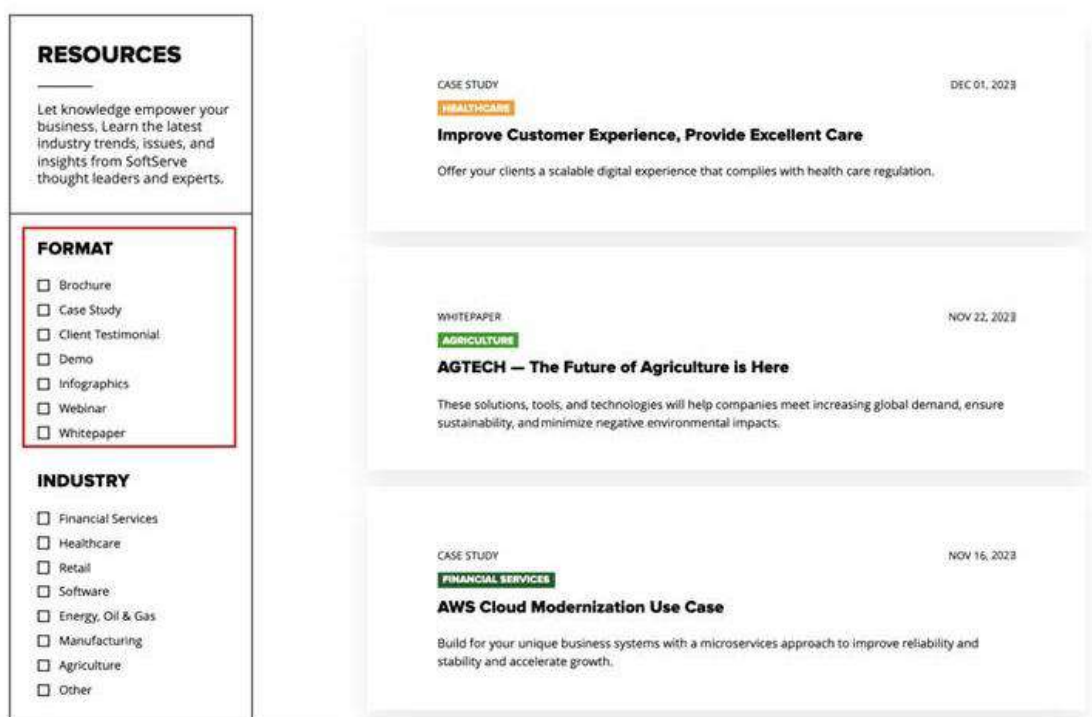 RESOURCES
Let knowledge empower your
business. Learn the latest
industry trends, issues, and
insights from SoftServe
thought leaders and experts.
FORMAT
Brochure
Case Study
Client Testimonial
Demo
Infographics
Webinar
Whitepaper
INDUSTRY
Financial Services
Healthcare
Retail
Software
Energy, Oil & Gas
Manufacturing
Agriculture
Other
CASE STUDY
DEC 01, 2023
HEALTHCARE
Improve Customer Experience, Provide Excellent Care
Offer your clients a scalable digital experience that complies with health care regulation.
WHITEPAPER
NOV 22, 2023
AGRICULTURE
AGTECH — The Future of Agriculture is Here
These solutions, tools, and technologies will help companies meet increasing global demand, ensure
sustainability, and minimize negative environmental impacts.
CASE STUDY
NOV 16, 2023
FINANCIAL SERVICES
AWS Cloud Modernization Use Case
Build for your unique business systems with a microservices approach to improve reliability and
stability and accelerate growth.